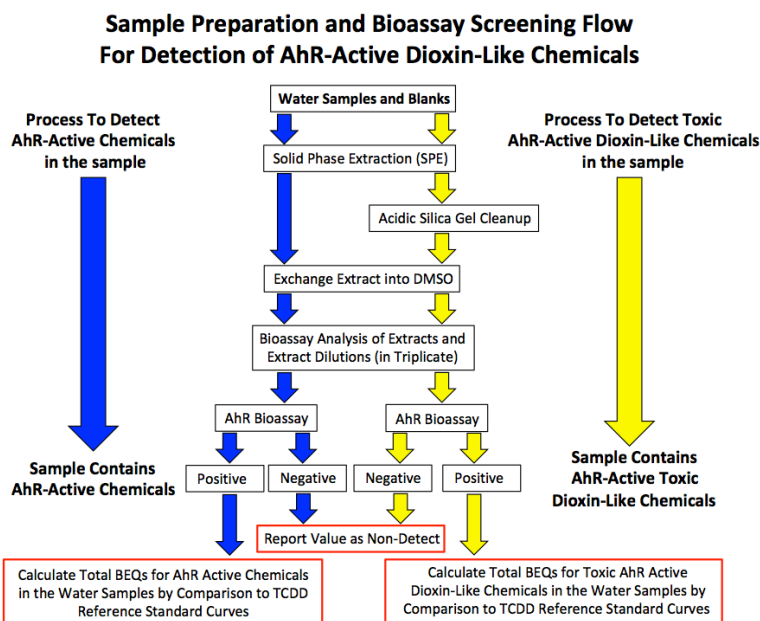 Sample Preparation and Bioassay Screening Flow
For Detection of AhR-Active Dioxin-Like Chemicals
Process To Detect
AhR-Active Chemicals
in the sample
Water Samples and Blanks
Process To Detect Toxic
AhR-Active Dioxin-Like Chemicals
in the sample
Solid Phase Extraction (SPE)
Acidic Silica Gel Cleanup
Exchange Extract into DMSO
Bioassay Analysis of Extracts and
Extract Dilutions (in Triplicate)
AhR Bioassay
AhR Bioassay
Sample Contains
AhR-Active Chemicals
Positive
Negative
Negative
Positive
Sample Contains
AhR-Active Toxic
Dioxin-Like Chemicals
Report Value as Non-Detect
Calculate Total BEQs for AhR Active Chemicals
in the Water Samples by Comparison to TCDD
Reference Standard Curves
Calculate Total BEQs for Toxic AhR Active
Dioxin-Like Chemicals in the Water Samples by
Comparison to TCDD Reference Standard Curves